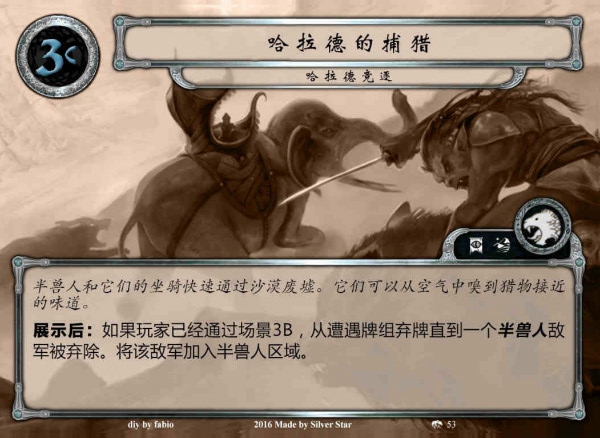 3C
哈拉德的捕猎
哈拉德竞逐
半兽人和它们的坐骑快速通过沙漠废墟。它们可以从空气中嗅到猎物接近
的味道。
展示后：如果玩家已经通过场景3B，从遭遇牌组弃牌直到一个半兽人敌
军被弃除。将该敌军加入半兽人区域。
diy by fabio
2016 Made by Silver Star
53